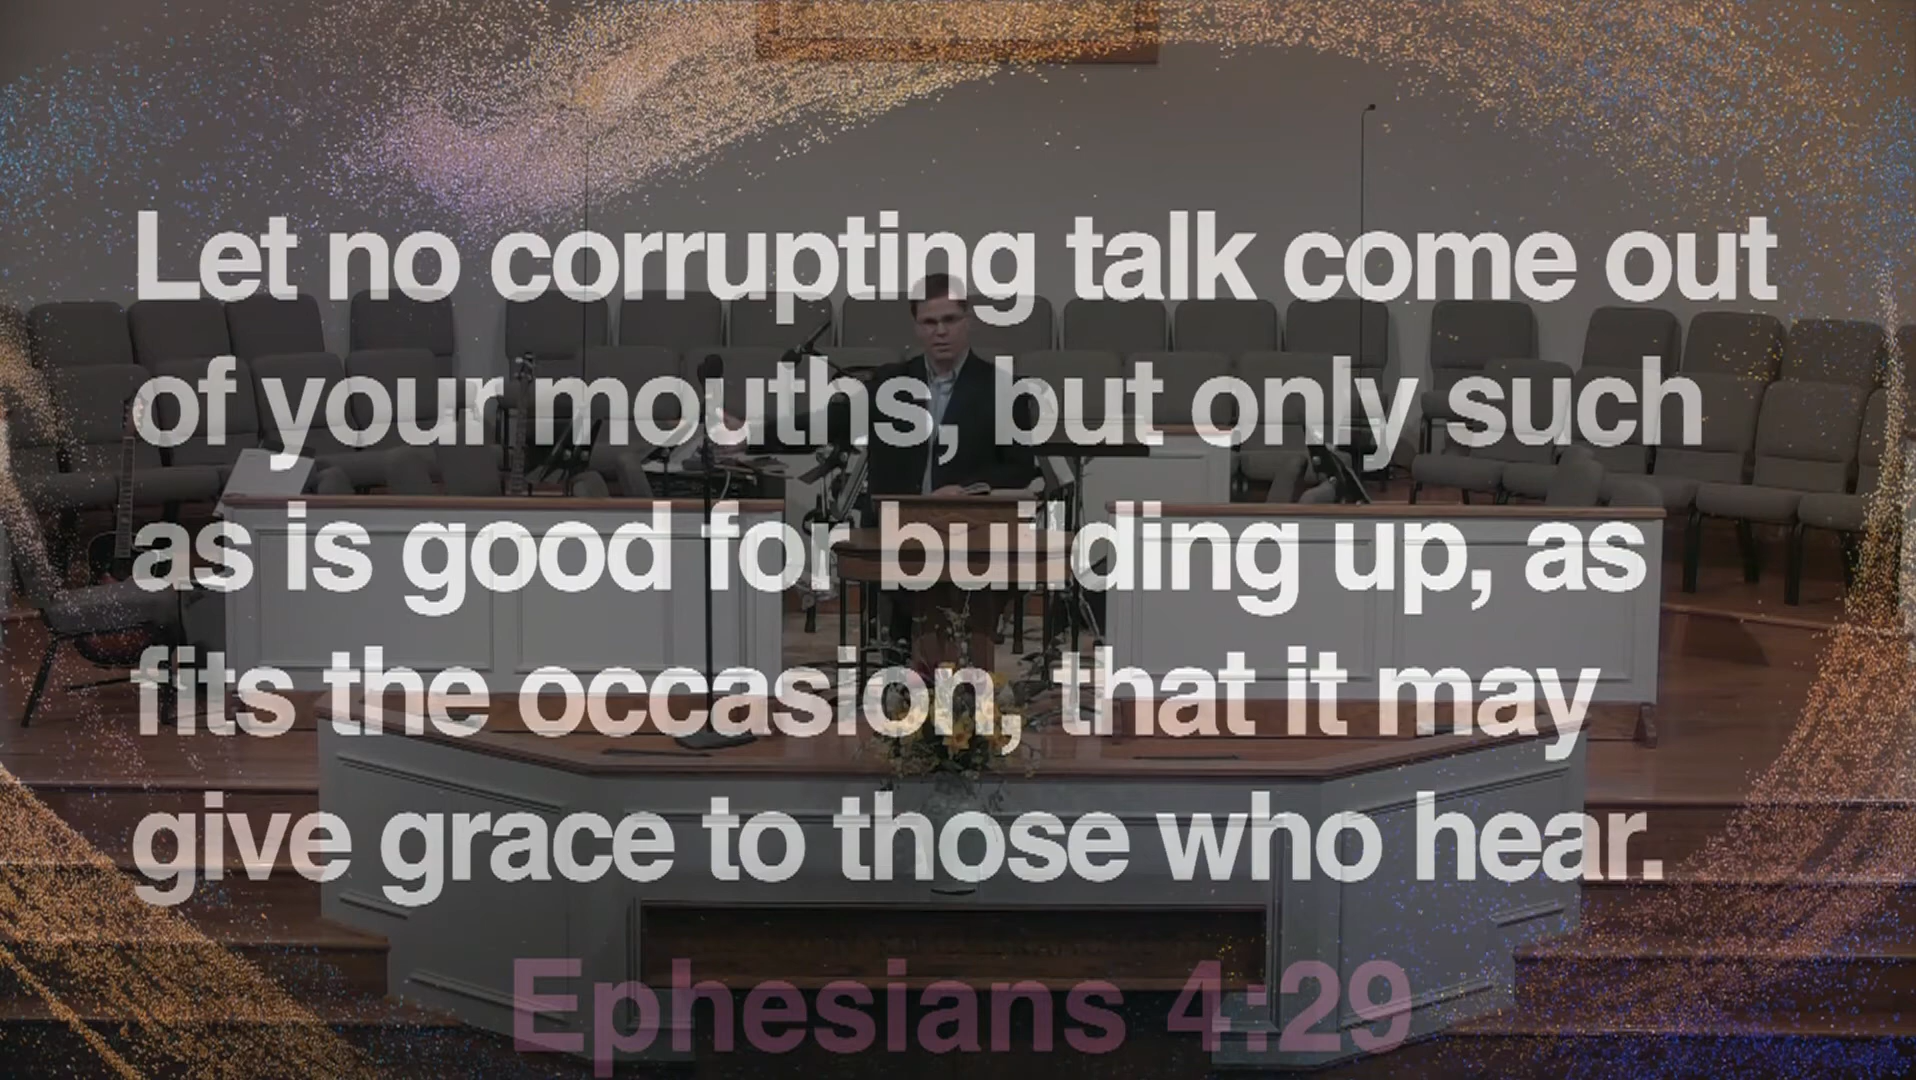 Let no corrupting talk come out
of your mouths, but only such
as is good for building up, as
fits the occasion, that it may
give grace to those who hear.
Ephesians 4:29